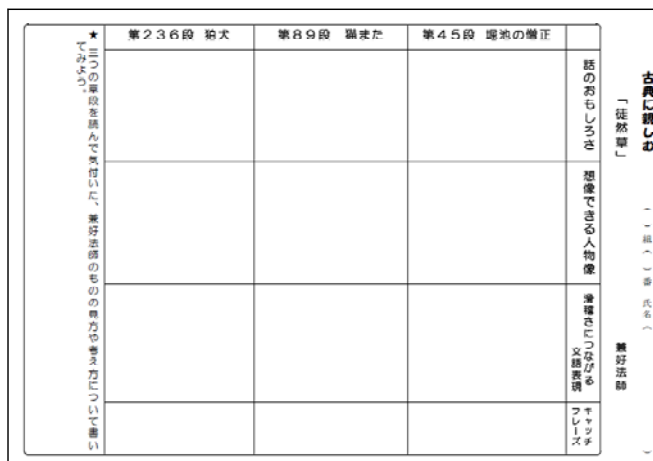 古典に親しむ
（　）組（　）番　氏名（　　）
「徒然草」
兼好法師
話のおもしろさ
想像できる人物像
滑稽さにつながる
文語表現
キャッチ
フレーズ
第４５段　堀池の僧正
第８９段　猫また
第２３６段　狛犬
★　三つの章段を読んで気付いた、兼好法師のものの見方や考え方について書い
てみよう。